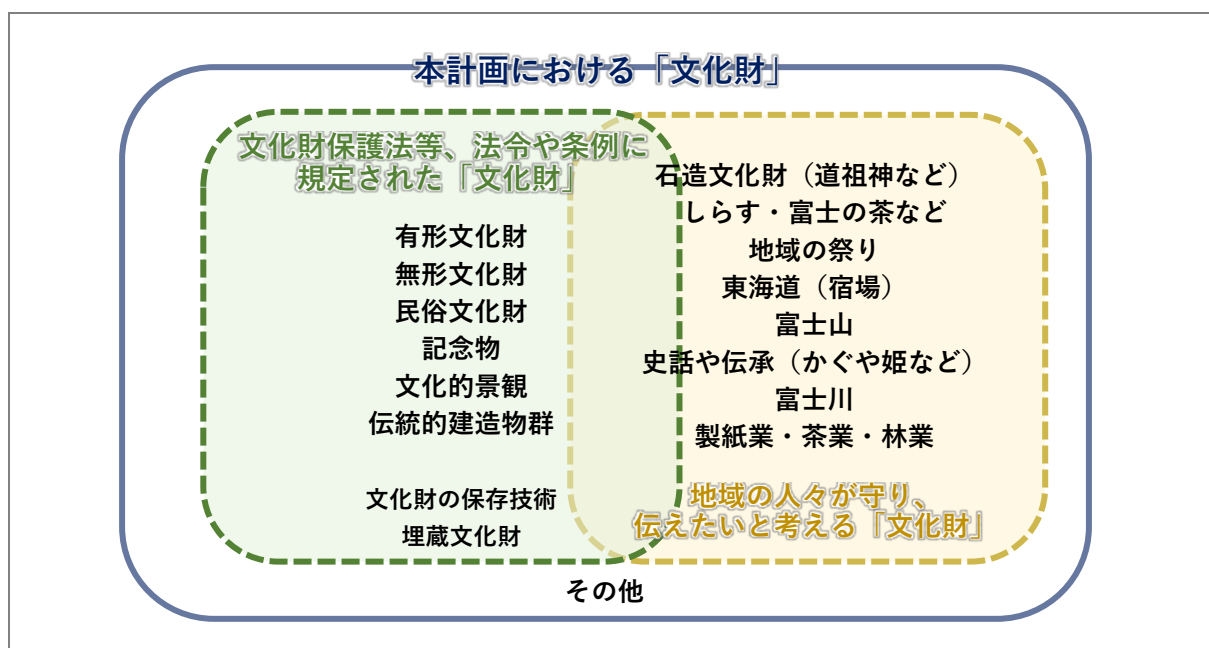 本計画における「文化財」
文化財保護法等、法令や条例に
規定された「文化財」
有形文化財
無形文化財
民俗文化財
記念物
文化的景観
伝統的建造物群
文化財の保存技術
埋蔵文化財
石造文化財（道祖神など）
しらす・富士の茶など
地域の祭り
東海道（宿場）
富士山
史話や伝承（かぐや姫など）
富士川
製紙業・茶業・林業
地域の人々が守り、
伝えたいと考える「文化財」
その他